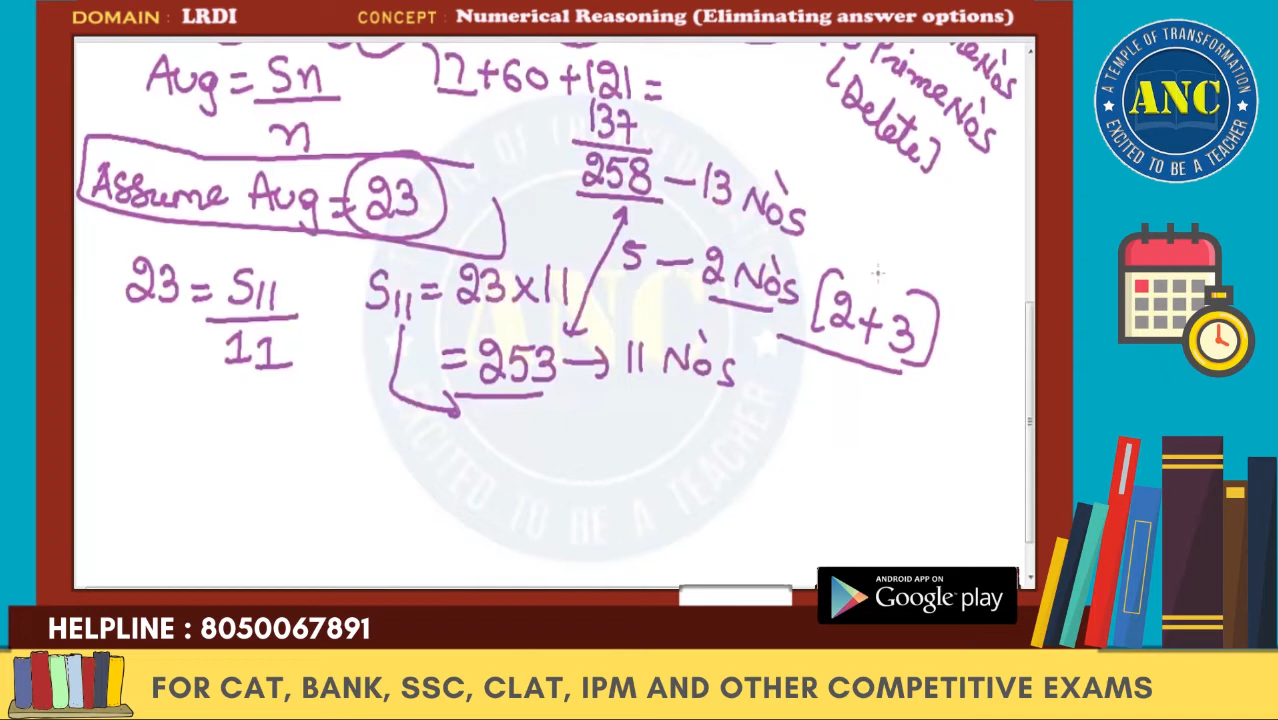 DOMAIN : LRDI
CONCEPT : Numerical Reasoning (Eliminating answer options)
Aug = Sn / n
17 + 60 + 121 =
137
258 – 13 Nos
Prime Nos
(Delete)
Assume Aug = 23
5 – 2 Nos (2+3)
23 = S11 / 11
S11 = 23×11
= 253 → 11 Nos
A TEMPLE OF TRANSFORMATION
ANC
EXCITED TO BE A TEACHER
ANDROID APP ON
Google play
HELPLINE : 8050067891
FOR CAT, BANK, SSC, CLAT, IPM AND OTHER COMPETITIVE EXAMS